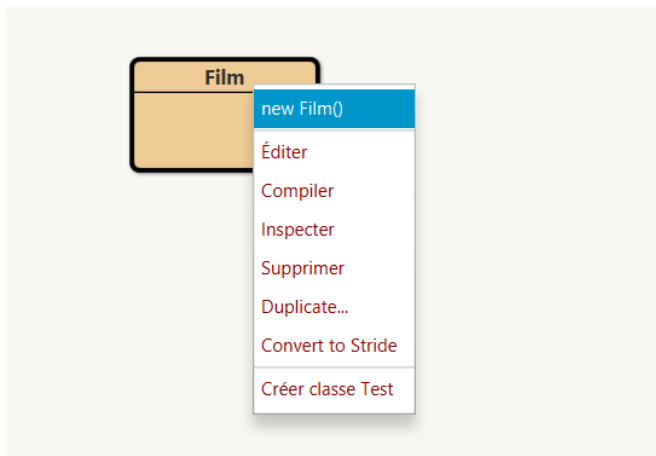 Film
new Film()
Éditer
Compiler
Inspecter
Supprimer
Duplicate...
Convert to Stride
Créer classe Test